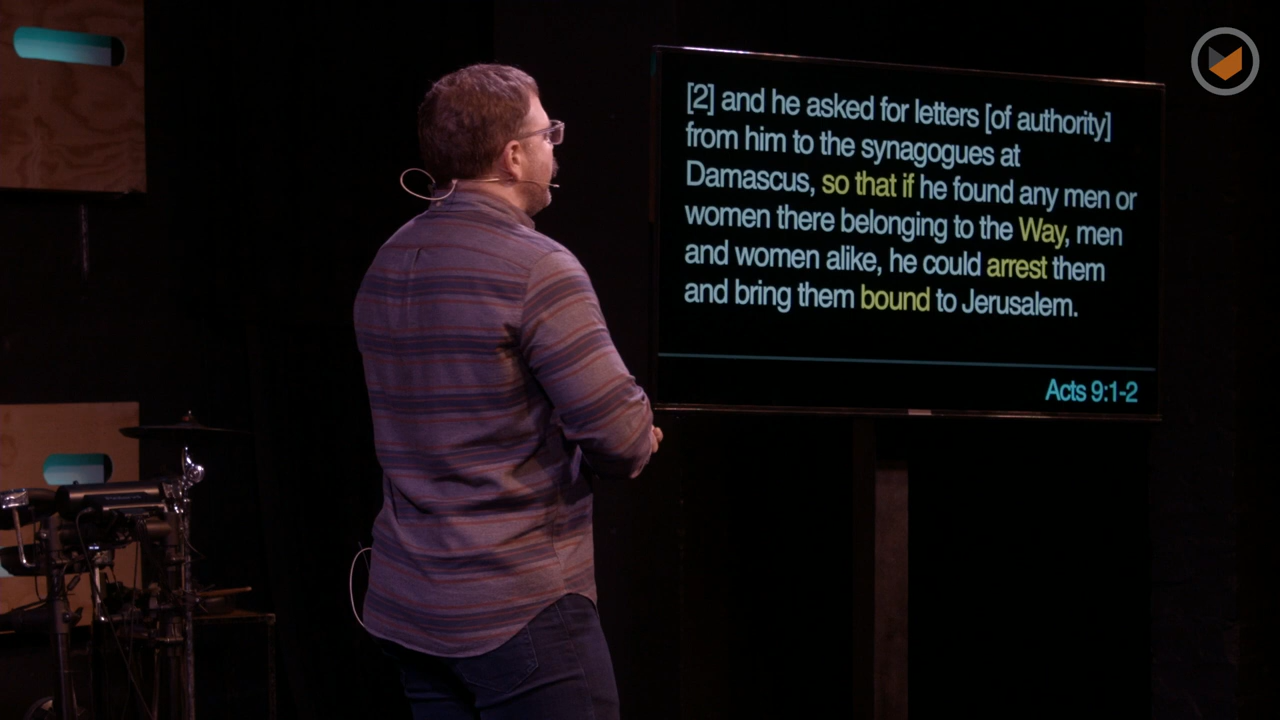 [2] and he asked for letters [of authority]
from him to the synagogues at
Damascus, so that if he found any men or
women there belonging to the Way, men
and women alike, he could arrest them
and bring them bound to Jerusalem.
Acts 9:1-2